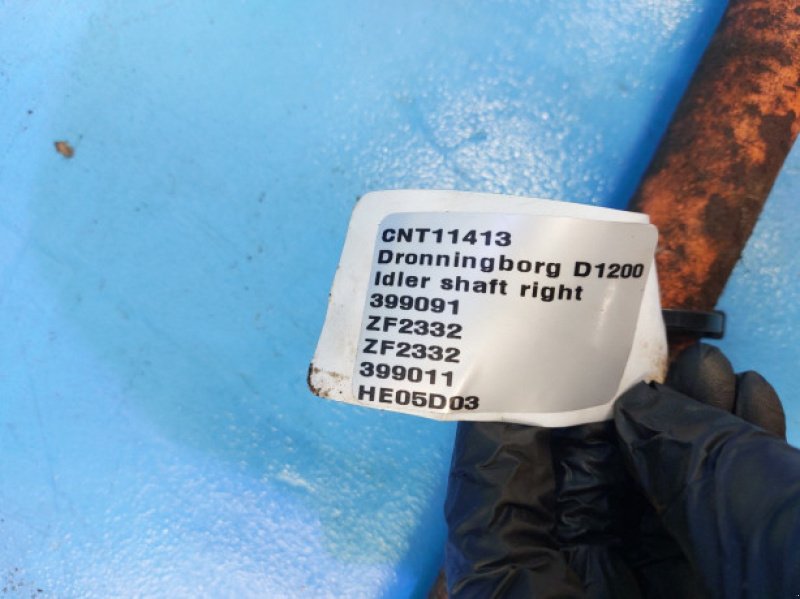 CNT11413
Dronningborg D1200
Idler shaft right
399091
ZF2332
ZF2332
399011
HE05D03